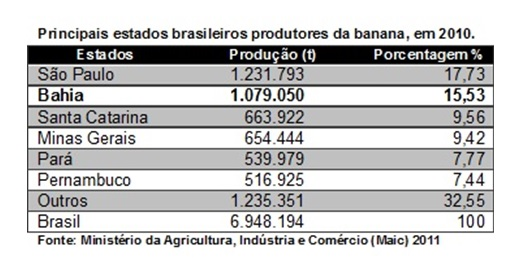 Principais estados brasileiros produtores da banana, em 2010.
Estados Produção (t) Porcentagem %
São Paulo 1.231.793 17,73
Bahia 1.079.050 15,53
Santa Catarina 663.922 9,56
Minas Gerais 654.444 9,42
Pará 539.979 7,77
Pernambuco 516.925 7,44
Outros 1.235.351 32,55
Brasil 6.948.194 100
Fonte: Ministério da Agricultura, Indústria e Comércio (Maic) 2011